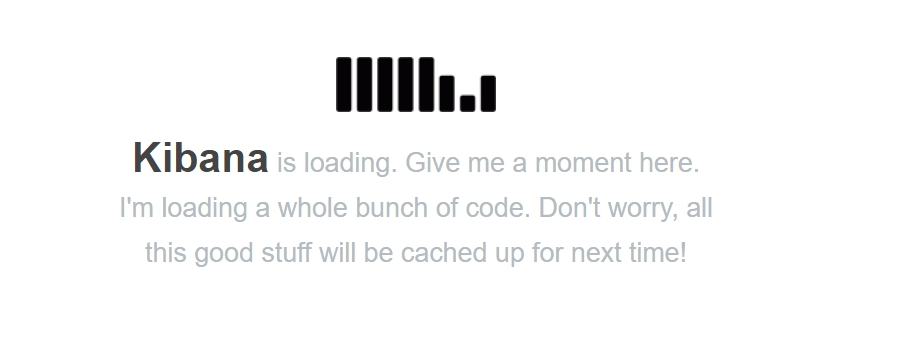 Kibana is loading. Give me a moment here.
I'm loading a whole bunch of code. Don't worry, all
this good stuff will be cached up for next time!